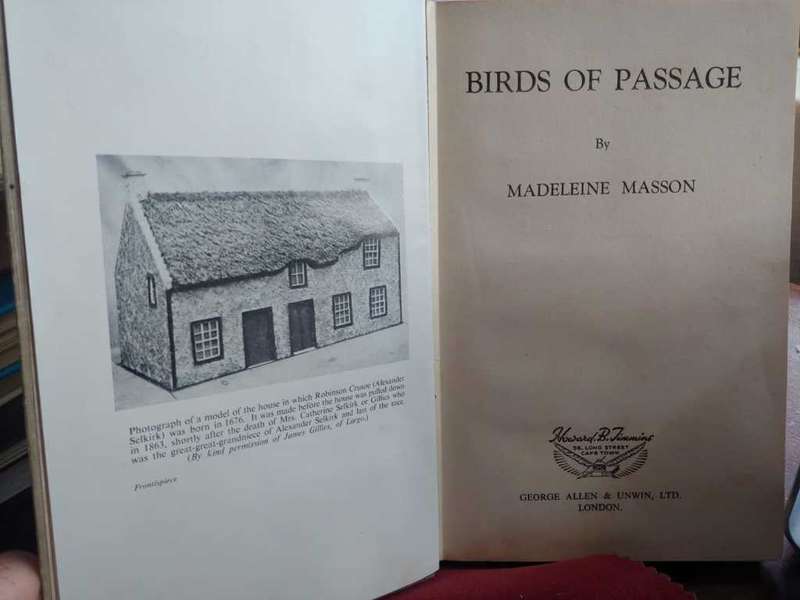 Photograph of a model of the house in which Robinson Crusoe (Alexander
Selkirk) was born in 1676. It was made before the house was pulled down
in 1863, shortly after the death of Mrs. Catherine Selkirk or Gillies who
was the great-great-grandniece of Alexander Selkirk and last of the race
(By kind permission of James Gillies, of Largo.)
Frontispiece
BIRDS OF PASSAGE
By
MADELEINE MASSON
Howard B. Timmins
58, LONG STREET
CAPE TOWN
GEORGE ALLEN & UNWIN, LTD.
LONDON.